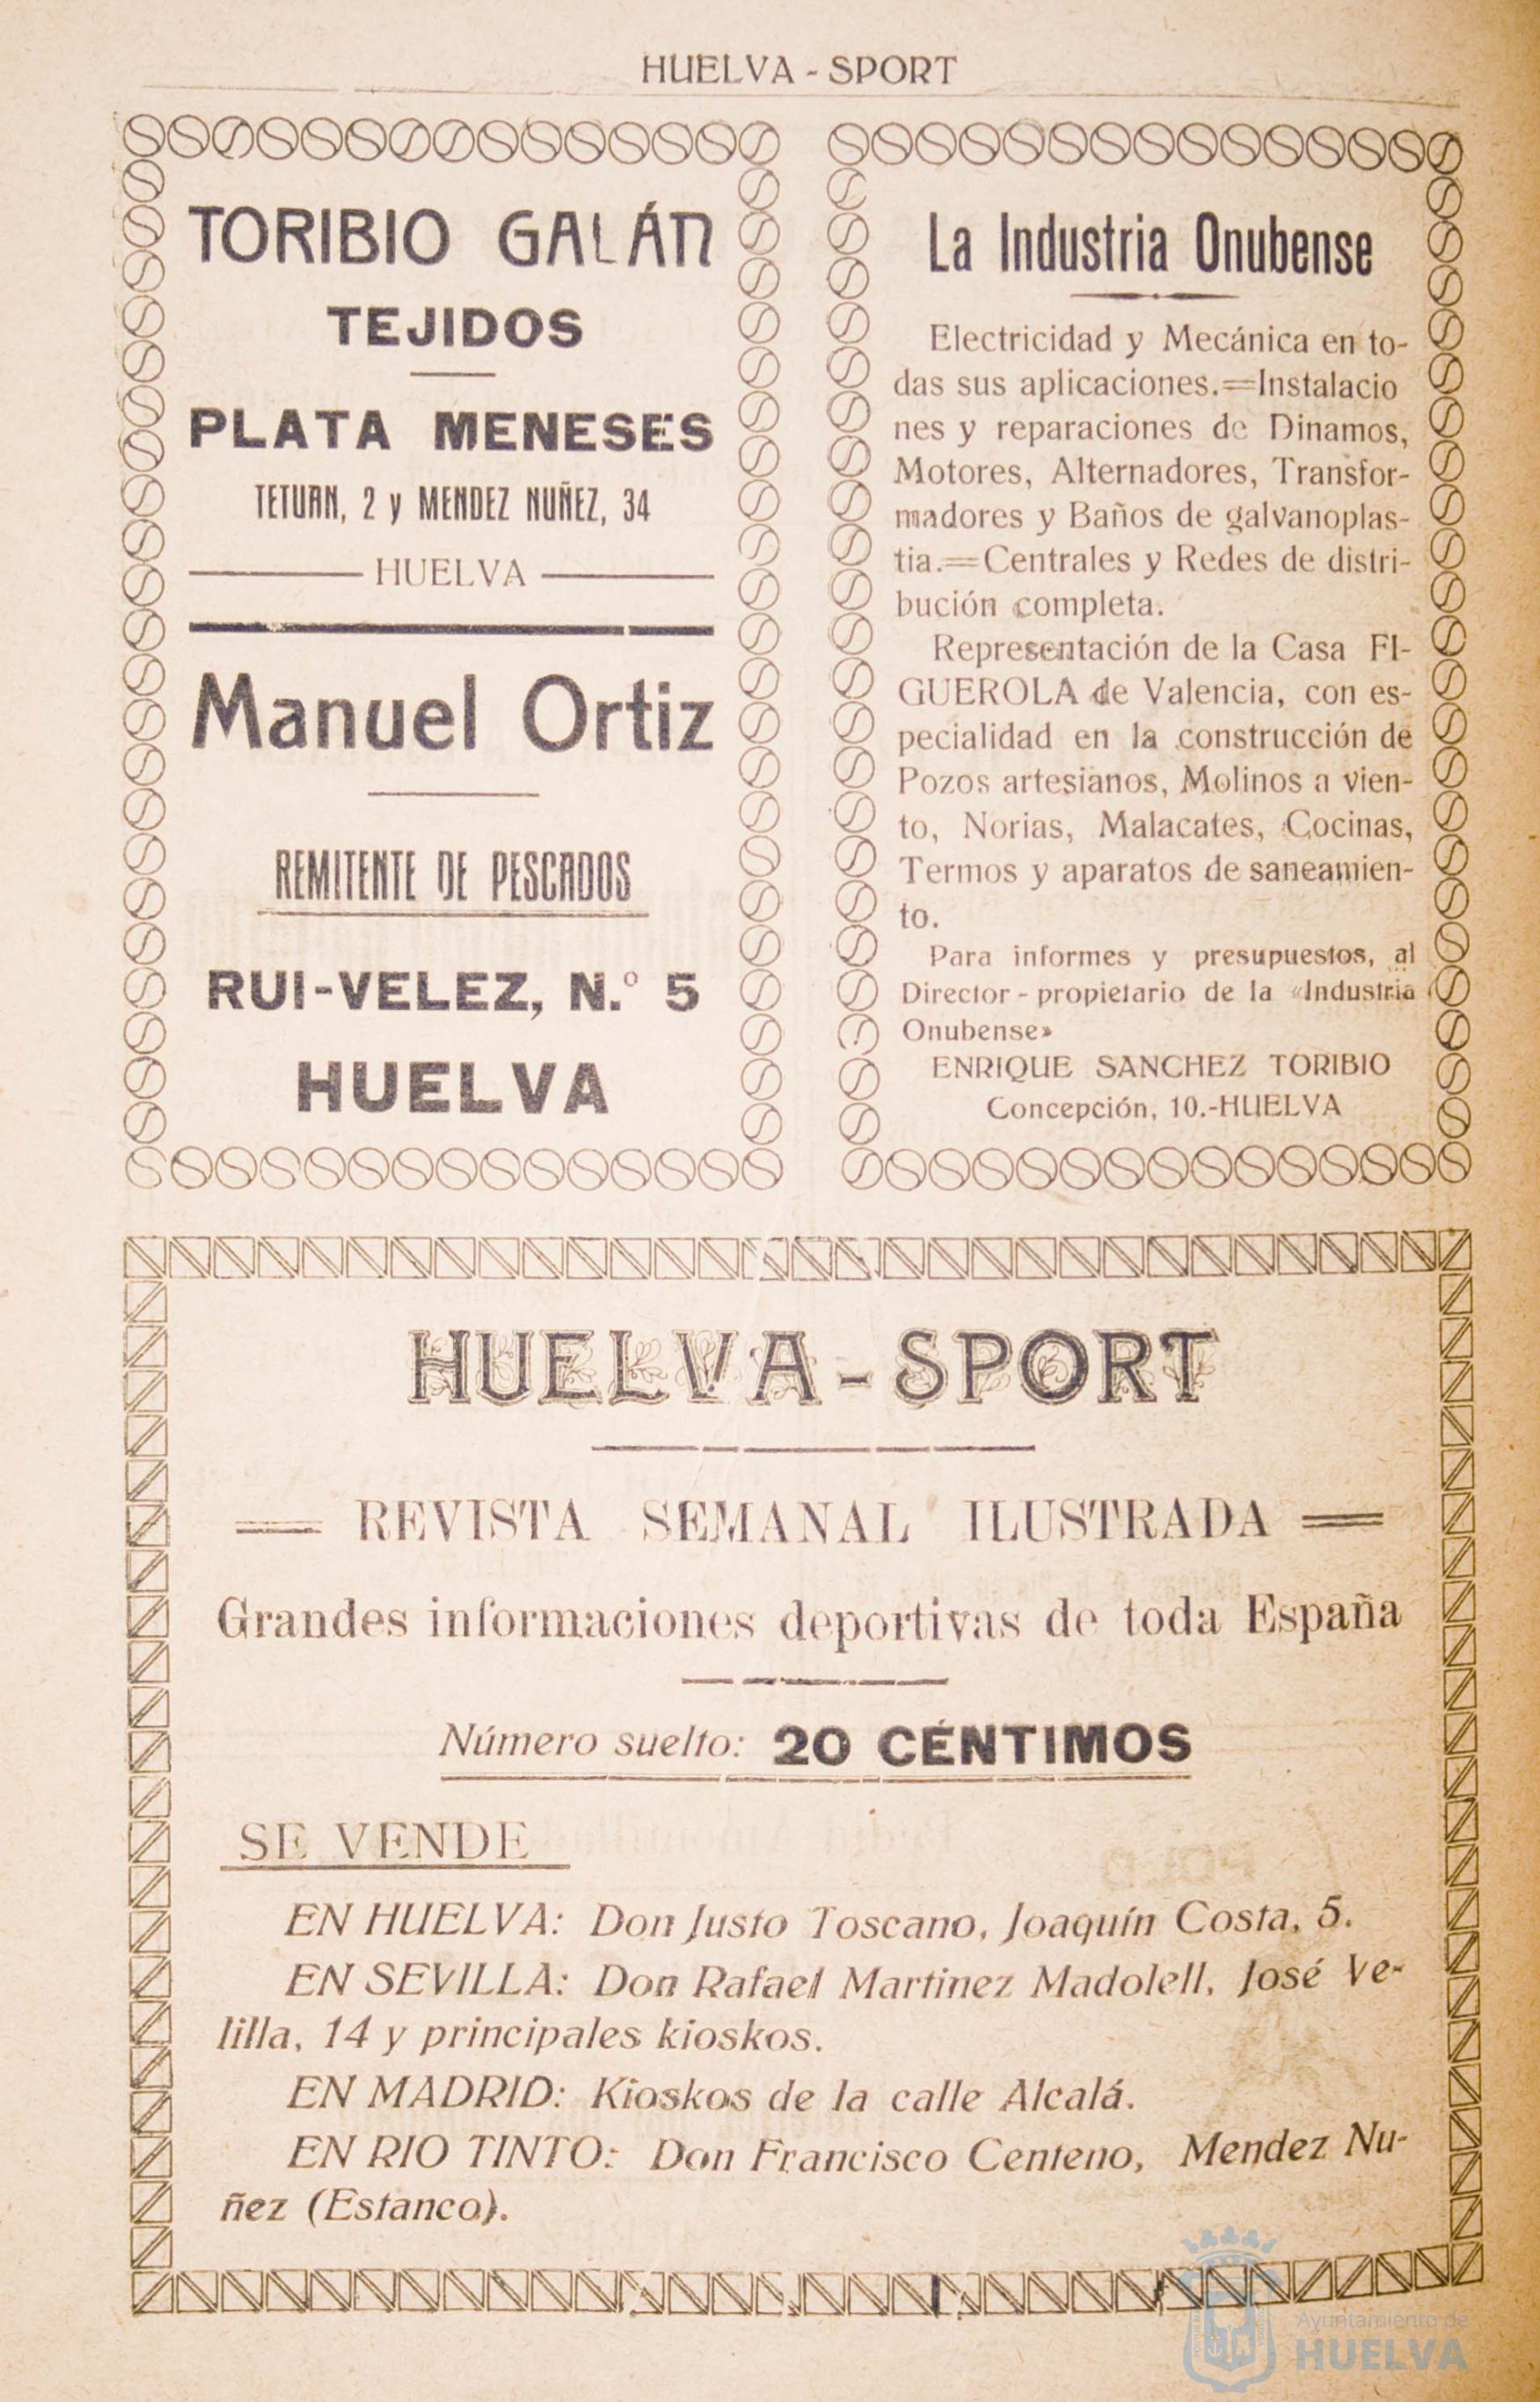 HUELVA - SPORT
TORIBIO GALÁN
TEJIDOS
PLATA MENESES
TETUAN, 2 y MENDEZ NUÑEZ, 34
HUELVA
Manuel Ortiz
REMITENTE DE PESCADOS
RUI-VELEZ, N.º 5
HUELVA
La Industria Onubense
Electricidad y Mecánica en to-
das sus aplicaciones.=Instalacio
nes y reparaciones de Dinamos,
Motores, Alternadores, Transfor-
madores y Baños de galvanoplas-
tia.=Centrales y Redes de distri-
bución completa.
Representación de la Casa FI-
GUEROLA de Valencia, con es-
pecialidad en la construcción de
Pozos artesianos, Molinos a vien-
to, Norias, Malacates, Cocinas,
Termos y aparatos de saneamien-
to.
Para informes y presupuestos, al
Director - propietario de la «Industria
Onubense»
ENRIQUE SANCHEZ TORIBIO
Concepción, 10.-HUELVA
HUELVA - SPORT
REVISTA SEMANAL ILUSTRADA
Grandes informaciones deportivas de toda España
Número suelto: 20 CÉNTIMOS
SE VENDE
EN HUELVA: Don Justo Toscano, Joaquín Costa, 5.
EN SEVILLA: Don Rafael Martinez Madolell, José Ve-
lilla, 14 y principales kioskos.
EN MADRID: Kioskos de la calle Alcalá.
EN RIO TINTO: Don Francisco Centeno, Mendez Nu-
ñez (Estanco).
Ayuntamiento de
HUELVA